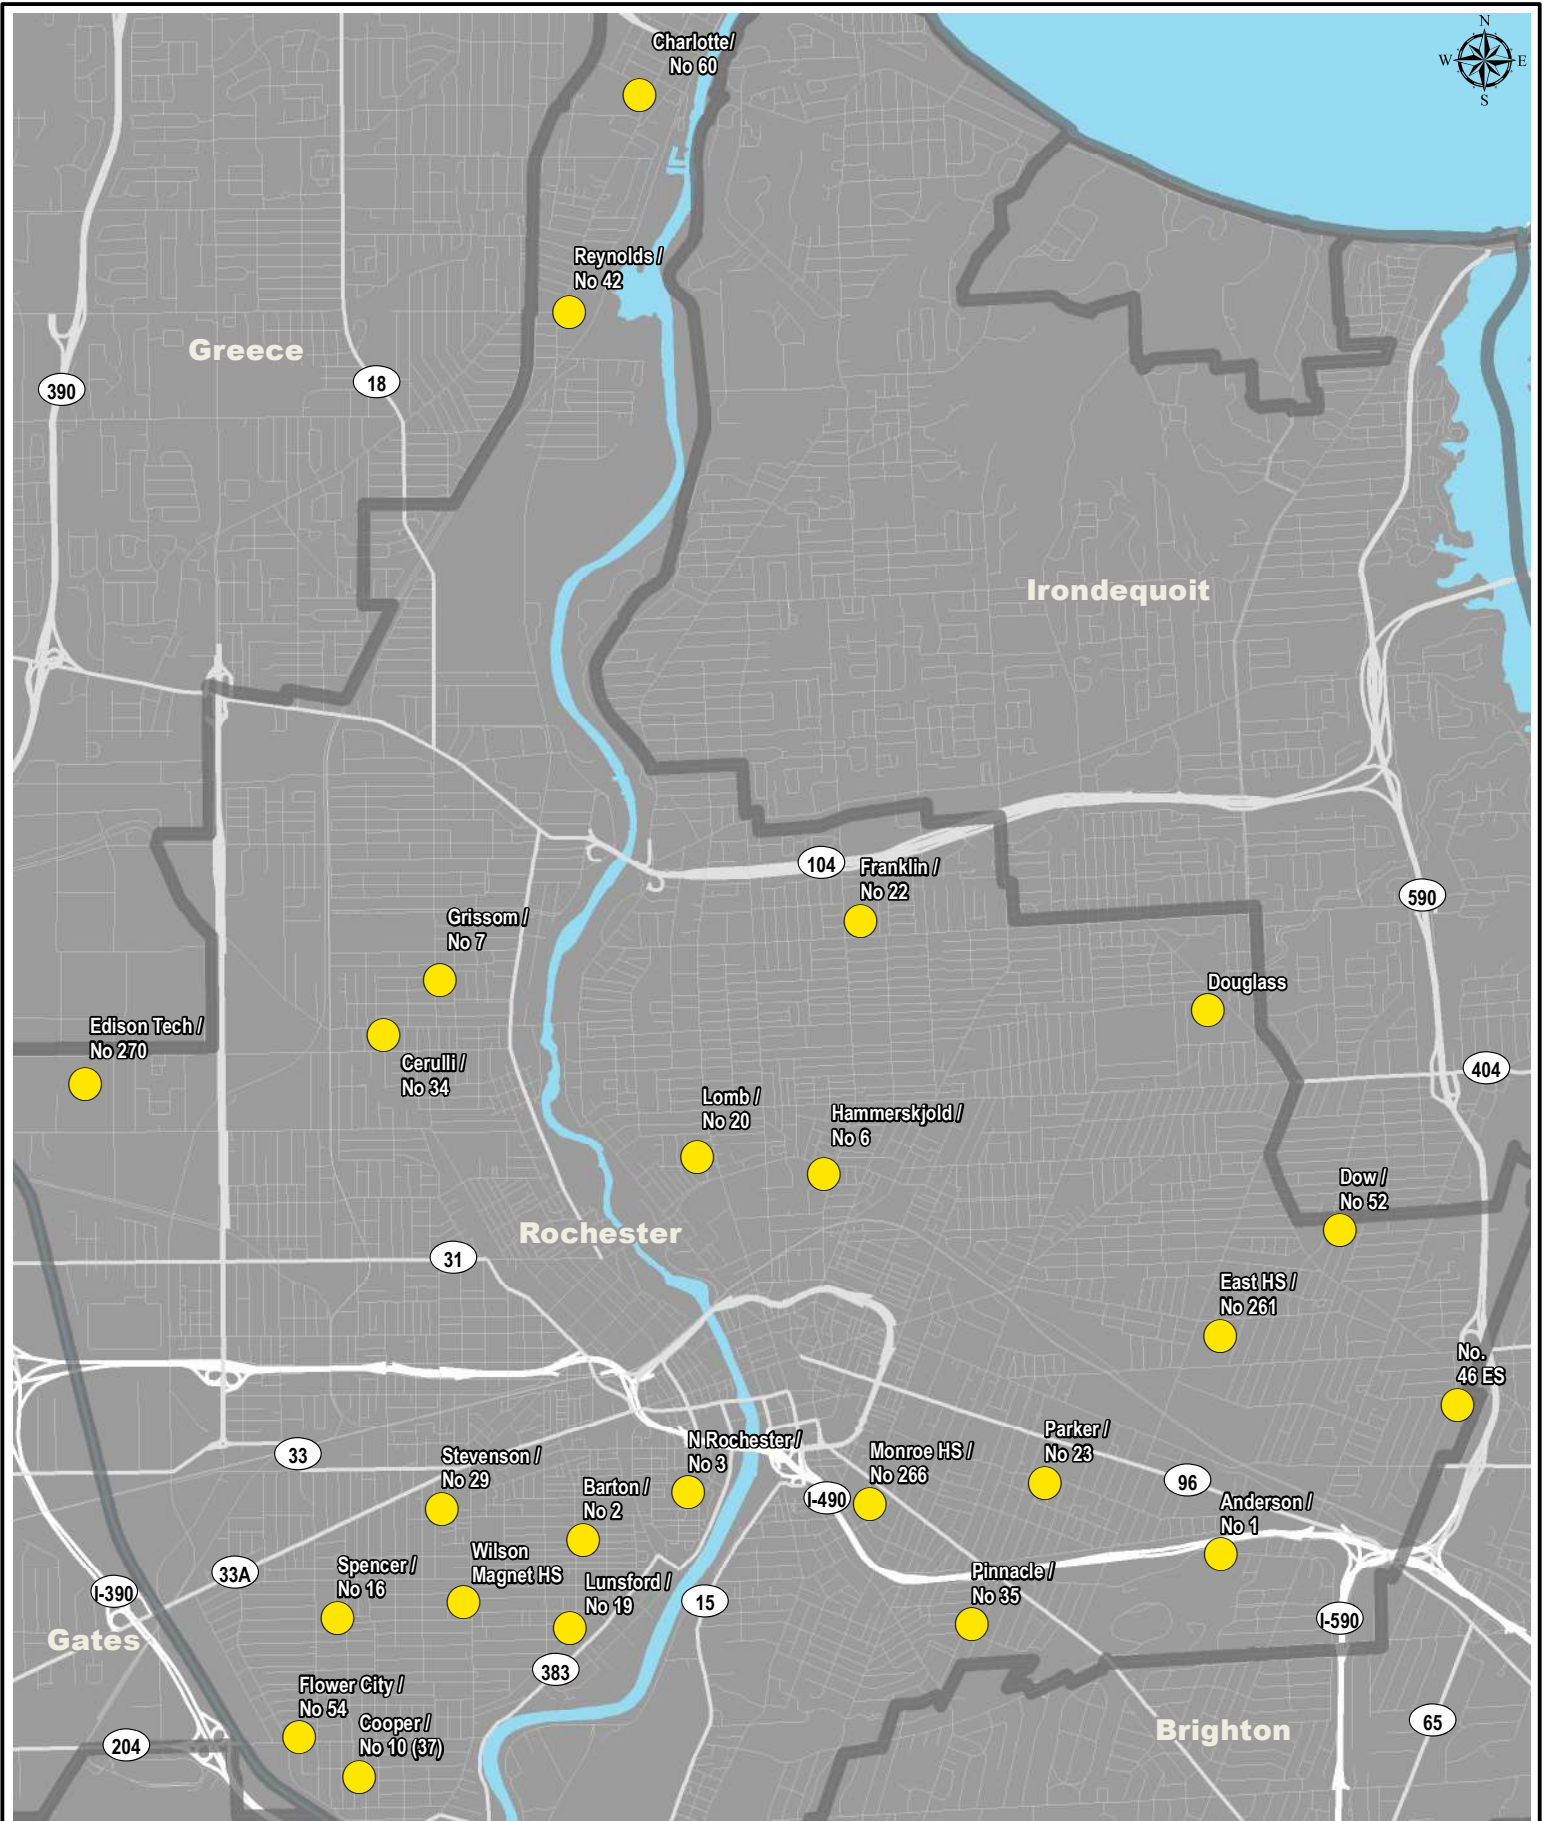 Charlotte/
No 60
N
W
E
S
Reynolds /
No 42
Greece
390
18
Irondequoit
104
Franklin /
No 22
590
Grissom /
No 7
Douglass
Edison Tech /
No 270
Cerulli /
No 34
404
Lomb /
No 20
Hammerskjold /
No 6
Dow /
No 52
Rochester
31
East HS /
No 261
No.
46 ES
33
Stevenson /
No 29
N Rochester /
No 3
Monroe HS /
No 266
Parker /
No 23
96
Barton /
No 2
I-490
Anderson /
No 1
33A
Wilson
Magnet HS
Spencer /
No 16
I-390
Lunsford /
No 19
15
Pinnacle /
No 35
I-590
Gates
383
Flower City /
No 54
Cooper /
No 10 (37)
204
Brighton
65